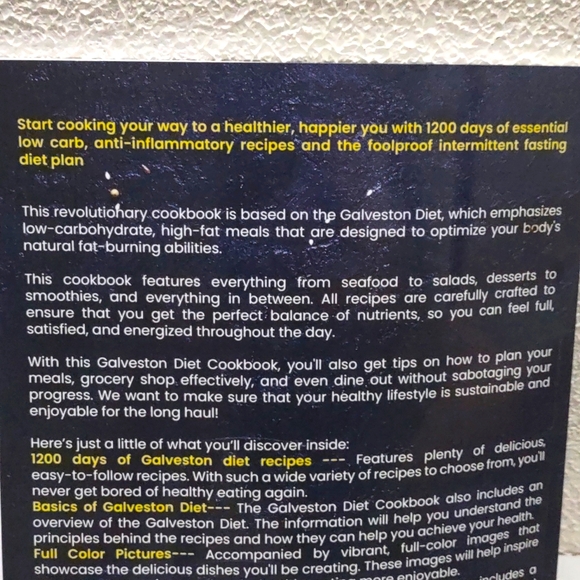 Start cooking your way to a healthier, happier you with 1200 days of essential
low carb, anti-inflammatory recipes and the foolproof intermittent fasting
diet plan
This revolutionary cookbook is based on the Galveston Diet, which emphasizes
low-carbohydrate, high-fat meals that are designed to optimize your body's
natural fat-burning abilities.
This cookbook features everything from seafood to salads, desserts to
smoothies, and everything in between. All recipes are carefully crafted to
ensure that you get the perfect balance of nutrients, so you can feel full,
satisfied, and energized throughout the day.
With this Galveston Diet Cookbook, you'll also get tips on how to plan your
meals, grocery shop effectively, and even dine out without sabotaging your
progress. We want to make sure that your healthy lifestyle is sustainable and
enjoyable for the long haul!
Here's just a little of what you'll discover inside:
1200 days of Galveston diet recipes --- Features plenty of delicious,
easy-to-follow recipes. With such a wide variety of recipes to choose from, you'll
never get bored of healthy eating again.
Basics of Galveston Diet--- The Galveston Diet Cookbook also includes an
overview of the Galveston Diet. The information will help you understand the
principles behind the recipes and how they can help you achieve your health.
Full Color Pictures--- Accompanied by vibrant, full-color images that
showcase the delicious dishes you'll be creating. These images will help inspire
more enjoyable.
includes a